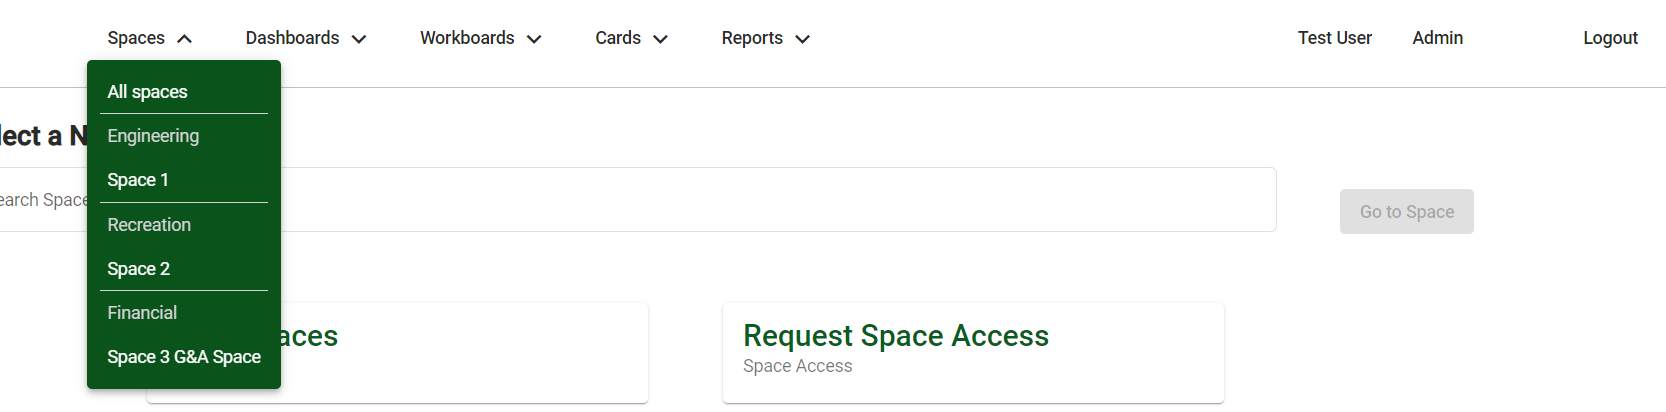 Spaces Dashboards Workboards Cards Reports Test User Admin Logout
All spaces
Engineering
Space 1
Recreation
Space 2
Financial
Space 3 G&A Space
lect a N
earch Space
Go to Space
aces
Request Space Access
Space Access